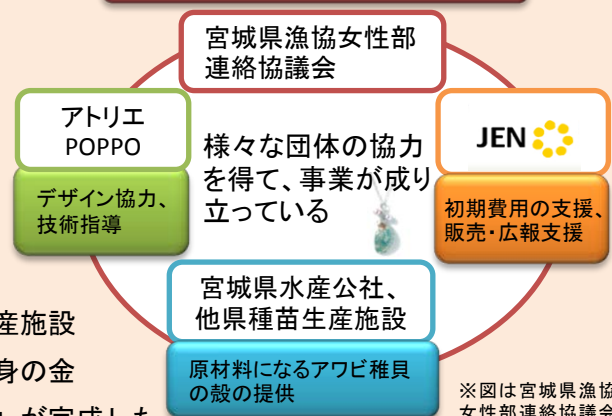 宮城県漁協女性部
連絡協議会
アトリエ
POPPO
デザイン協力、
技術指導
様々な団体の協力
を得て、事業が成り
立っている
JEN
初期費用の支援、
販売・広報支援
宮城県水産公社、
他県種苗生産施設
原材料になるアワビ稚貝
の殻の提供
産施設
身の金
が完成した
※図は宮城県漁協
女性部連絡協議会